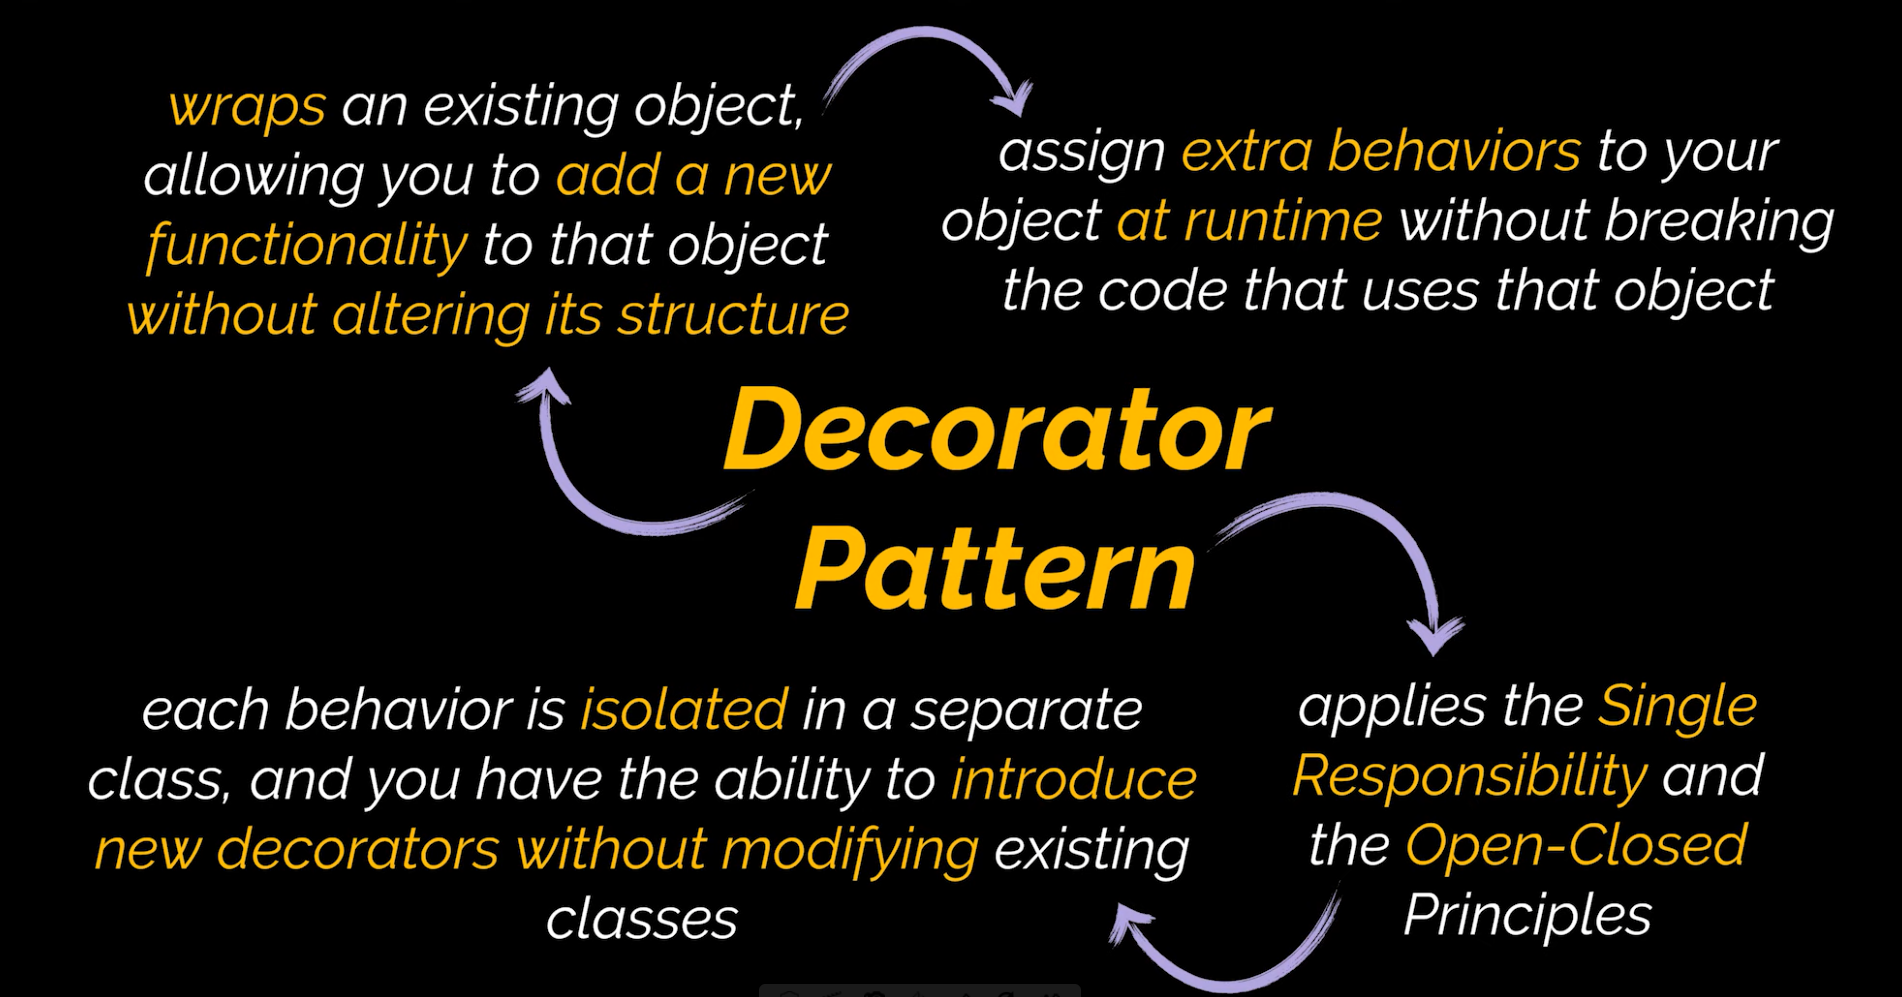 wraps an existing object,
allowing you to add a new
functionality to that object
without altering its structure
assign extra behaviors to your
object at runtime without breaking
the code that uses that object
Decorator
Pattern
each behavior is isolated in a separate
class, and you have the ability to introduce
new decorators without modifying existing
classes
applies the Single
Responsibility and
the Open-Closed
Principles